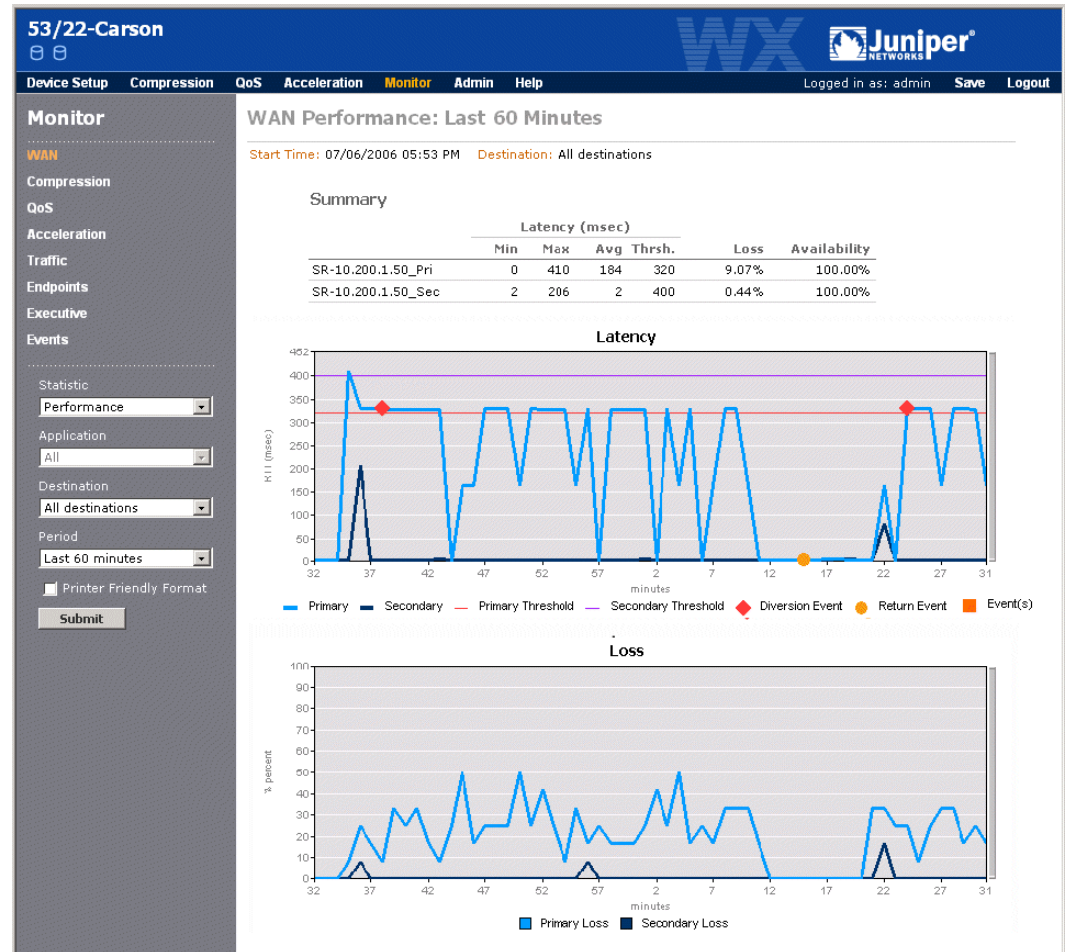 53/22-Carson
WX Juniper®
NETWORKS
Device Setup Compression QoS Acceleration Monitor Admin Help Logged in as: admin Save Logout
Monitor
WAN
Compression
QoS
Acceleration
Traffic
Endpoints
Executive
Events
Statistic
Performance
Application
All
Destination
All destinations
Period
Last 60 minutes
Printer Friendly Format
Submit
WAN Performance: Last 60 Minutes
Start Time: 07/06/2006 05:53 PM Destination: All destinations
Summary
Latency (msec)
Min Max Avg Thrsh. Loss Availability
SR-10.200.1.50_Pri 0 410 184 320 9.07% 100.00%
SR-10.200.1.50_Sec 2 206 2 400 0.44% 100.00%
Latency
452
400
350
300
250
200
150
100
50
0
RTT (msec)
32 37 42 47 52 57 2 7 12 17 22 27 31
minutes
Primary Secondary Primary Threshold Secondary Threshold Diversion Event Return Event Event(s)
Loss
100
90
80
70
60
50
40
30
20
10
0
% percent
32 37 42 47 52 57 2 7 12 17 22 27 31
minutes
Primary Loss Secondary Loss